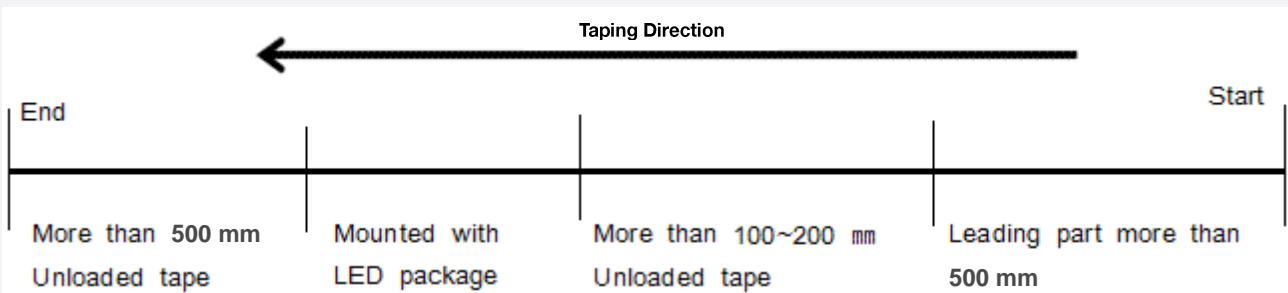 Taping Direction
End
Start
More than 500 mm
Unloaded tape
Mounted with
LED package
More than 100~200 ㎜
Unloaded tape
Leading part more than
500 mm